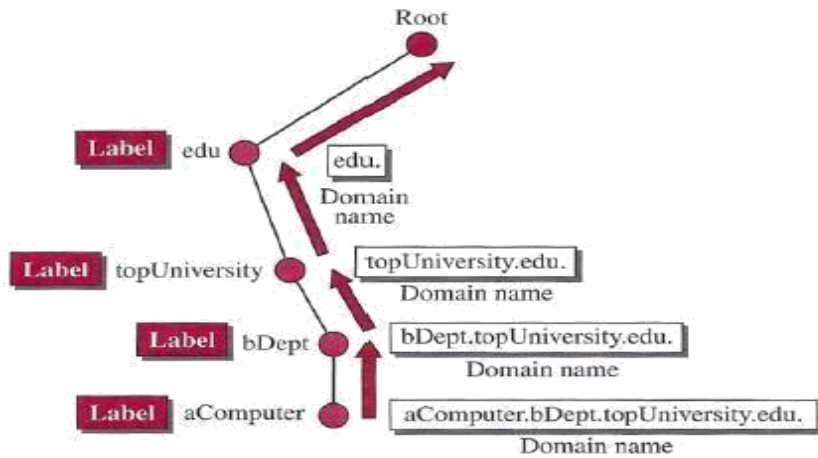 Root
Label edu
edu.
Domain
name
Label topUniversity
topUniversity.edu.
Domain name
Label bDept
bDept.topUniversity.edu.
Domain name
Label aComputer
aComputer.bDept.topUniversity.edu.
Domain name